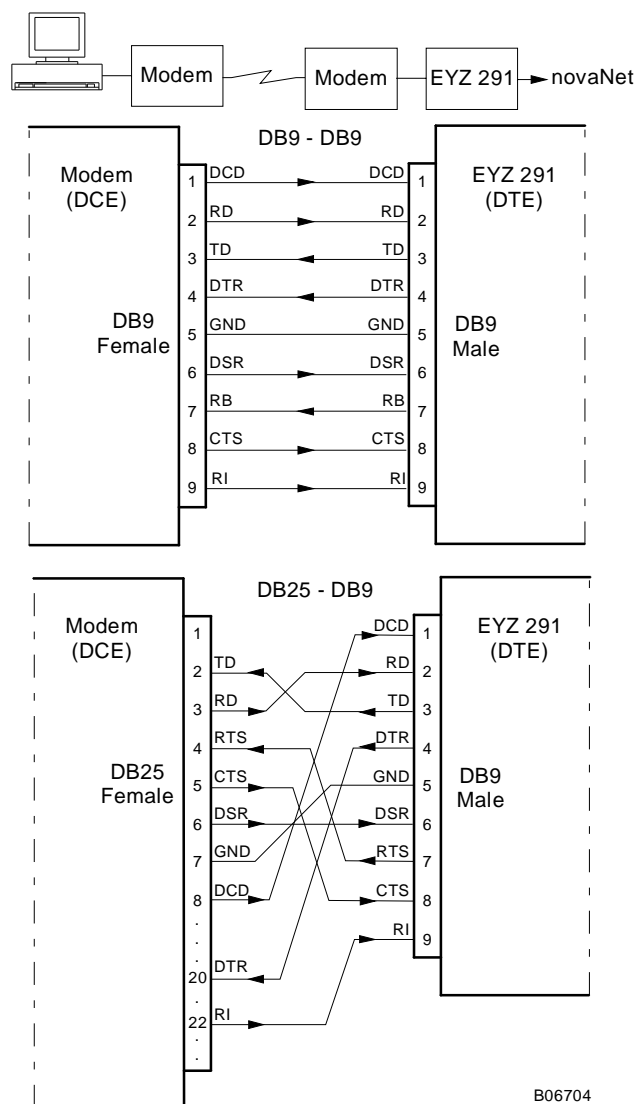 Modem Modem EYZ 291 novaNet
DB9 - DB9
Modem
(DCE)
EYZ 291
(DTE)
DB9
Female
DB9
Male
1 DCD DCD 1
2 RD RD 2
3 TD TD 3
4 DTR DTR 4
5 GND GND 5
6 DSR DSR 6
7 RB RB 7
8 CTS CTS 8
9 RI RI 9
DB25 - DB9
Modem
(DCE)
EYZ 291
(DTE)
DB25
Female
DB9
Male
1 DCD 1
2 TD RD 2
3 RD TD 3
4 RTS DTR 4
5 CTS GND 5
6 DSR DSR 6
7 GND RTS 7
8 DCD CTS 8
. RI 9
.
.
20 DTR
.
22 RI
.
.
B06704